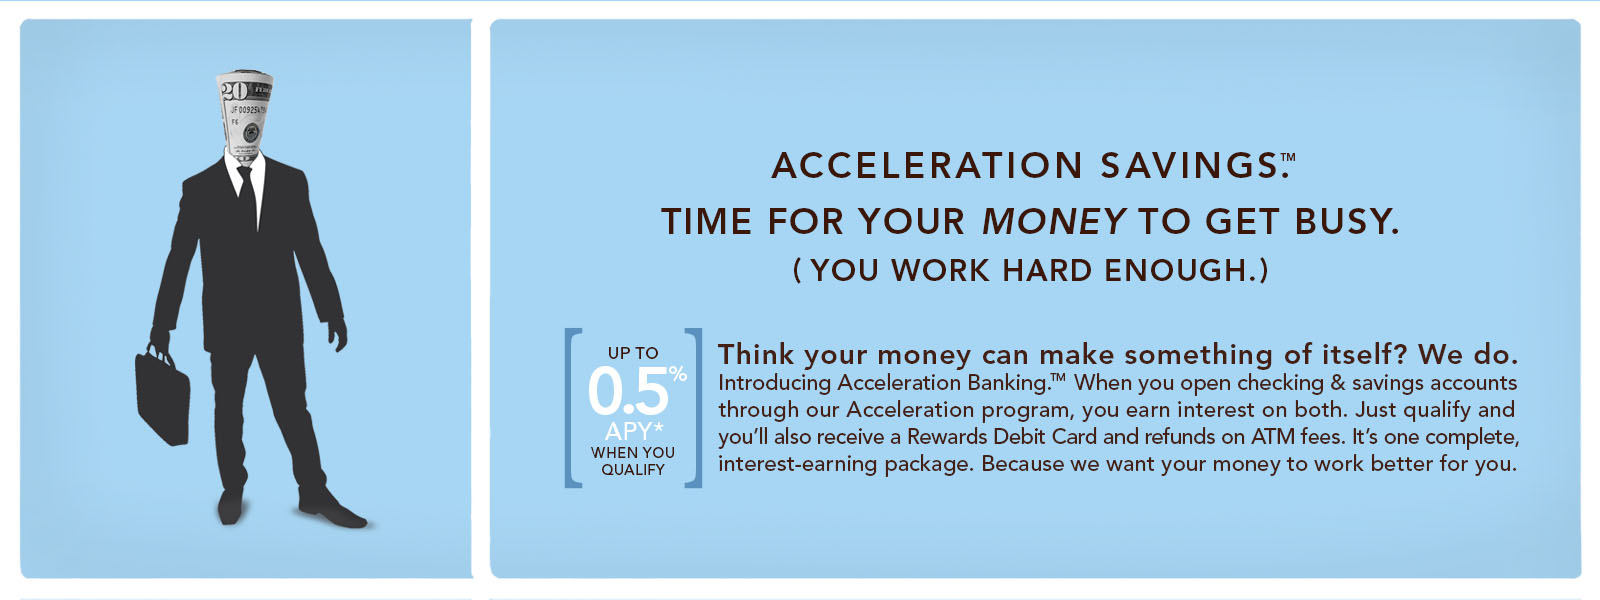 20
JF 00925
F6
ACCELERATION SAVINGS.™
TIME FOR YOUR MONEY TO GET BUSY.
( YOU WORK HARD ENOUGH.)
UP TO
0.5%
APY*
WHEN YOU
QUALIFY
Think your money can make something of itself? We do.
Introducing Acceleration Banking.™ When you open checking & savings accounts
through our Acceleration program, you earn interest on both. Just qualify and
you'll also receive a Rewards Debit Card and refunds on ATM fees. It's one complete,
interest-earning package. Because we want your money to work better for you.